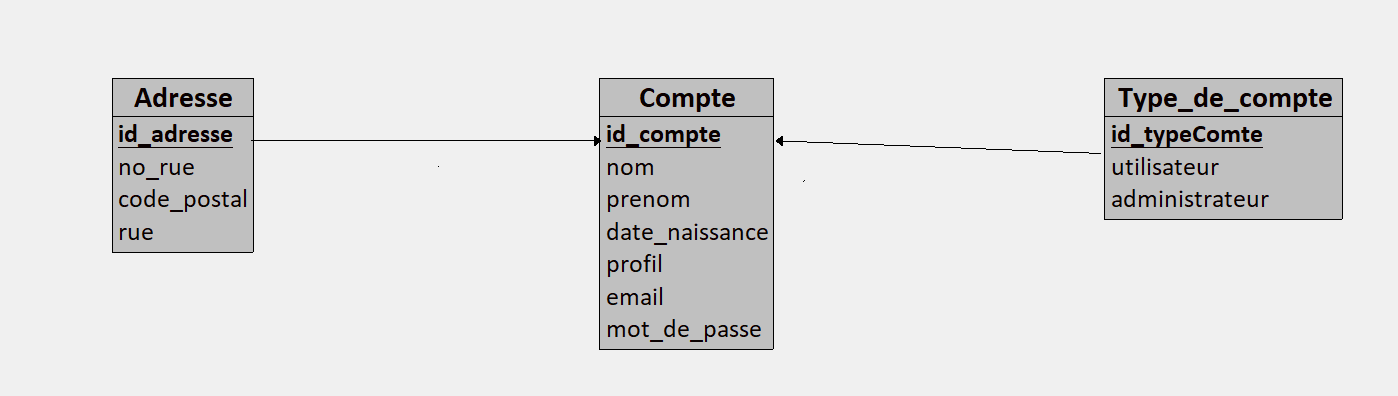 Adresse
id_adresse
no_rue
code_postal
rue
Compte
id_compte
nom
prenom
date_naissance
profil
email
mot_de_passe
Type_de_compte
id_typeComte
utilisateur
administrateur